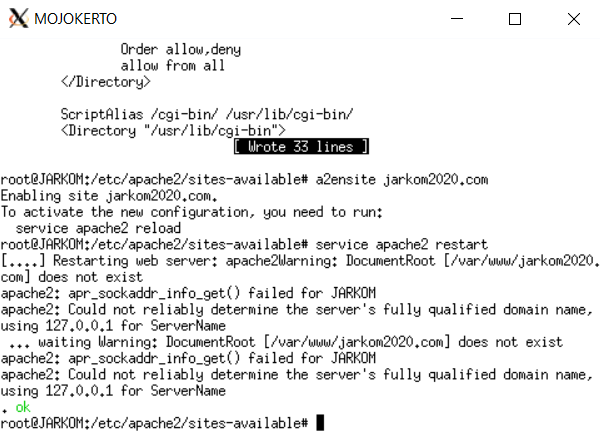 MOJOKERTO
Order allow,deny
allow from all
</Directory>
ScriptAlias /cgi-bin/ /usr/lib/cgi-bin/
<Directory "/usr/lib/cgi-bin">
[ Wrote 33 lines ]
root@JARKOM:/etc/apache2/sites-available# a2ensite jarkom2020.com
Enabling site jarkom2020.com.
To activate the new configuration, you need to run:
service apache2 reload
root@JARKOM:/etc/apache2/sites-available# service apache2 restart
[....] Restarting web server: apache2Warning: DocumentRoot [/var/www/jarkom2020.
com] does not exist
apache2: apr_sockaddr_info_get() failed for JARKOM
apache2: Could not reliably determine the server's fully qualified domain name,
using 127.0.0.1 for ServerName
... waiting Warning: DocumentRoot [/var/www/jarkom2020.com] does not exist
apache2: apr_sockaddr_info_get() failed for JARKOM
apache2: Could not reliably determine the server's fully qualified domain name,
using 127.0.0.1 for ServerName
. ok
root@JARKOM:/etc/apache2/sites-available#